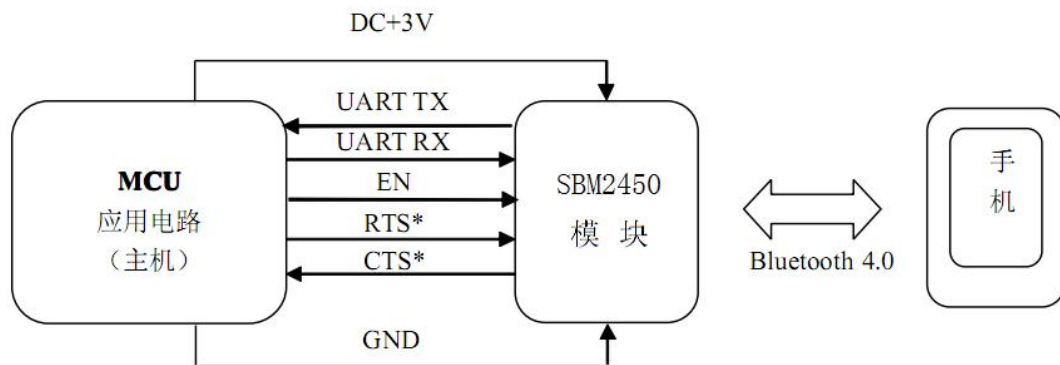 DC+3V
UART TX
UART RX
EN
RTS*
CTS*
GND
MCU
应用电路
（主机）
SBM2450
模 块
Bluetooth 4.0
手
机